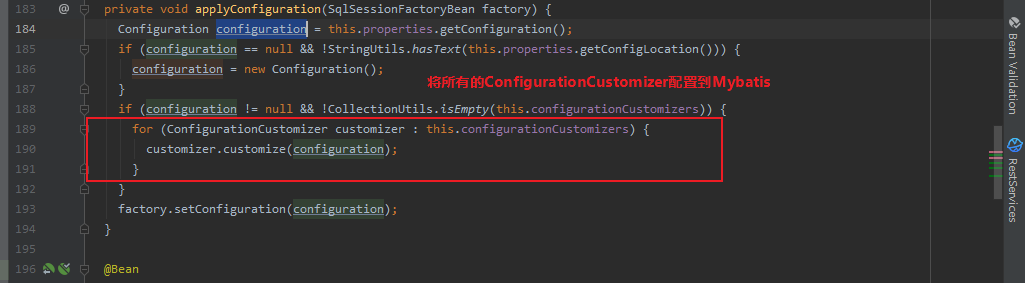 183 @ private void applyConfiguration(SqlSessionFactoryBean factory) {
184 Configuration configuration = this.properties.getConfiguration();
185 if (configuration == null && !StringUtils.hasText(this.properties.getConfigLocation())) {
186 configuration = new Configuration();
将所有的ConfigurationCustomizer配置到Mybatis
187 }
188 if (configuration != null && !CollectionUtils.isEmpty(this.configurationCustomizers)) {
189 for (ConfigurationCustomizer customizer : this.configurationCustomizers) {
190 customizer.customize(configuration);
191 }
192 }
193 factory.setConfiguration(configuration);
194 }
195
196 @Bean
Bean Validation
RestServices